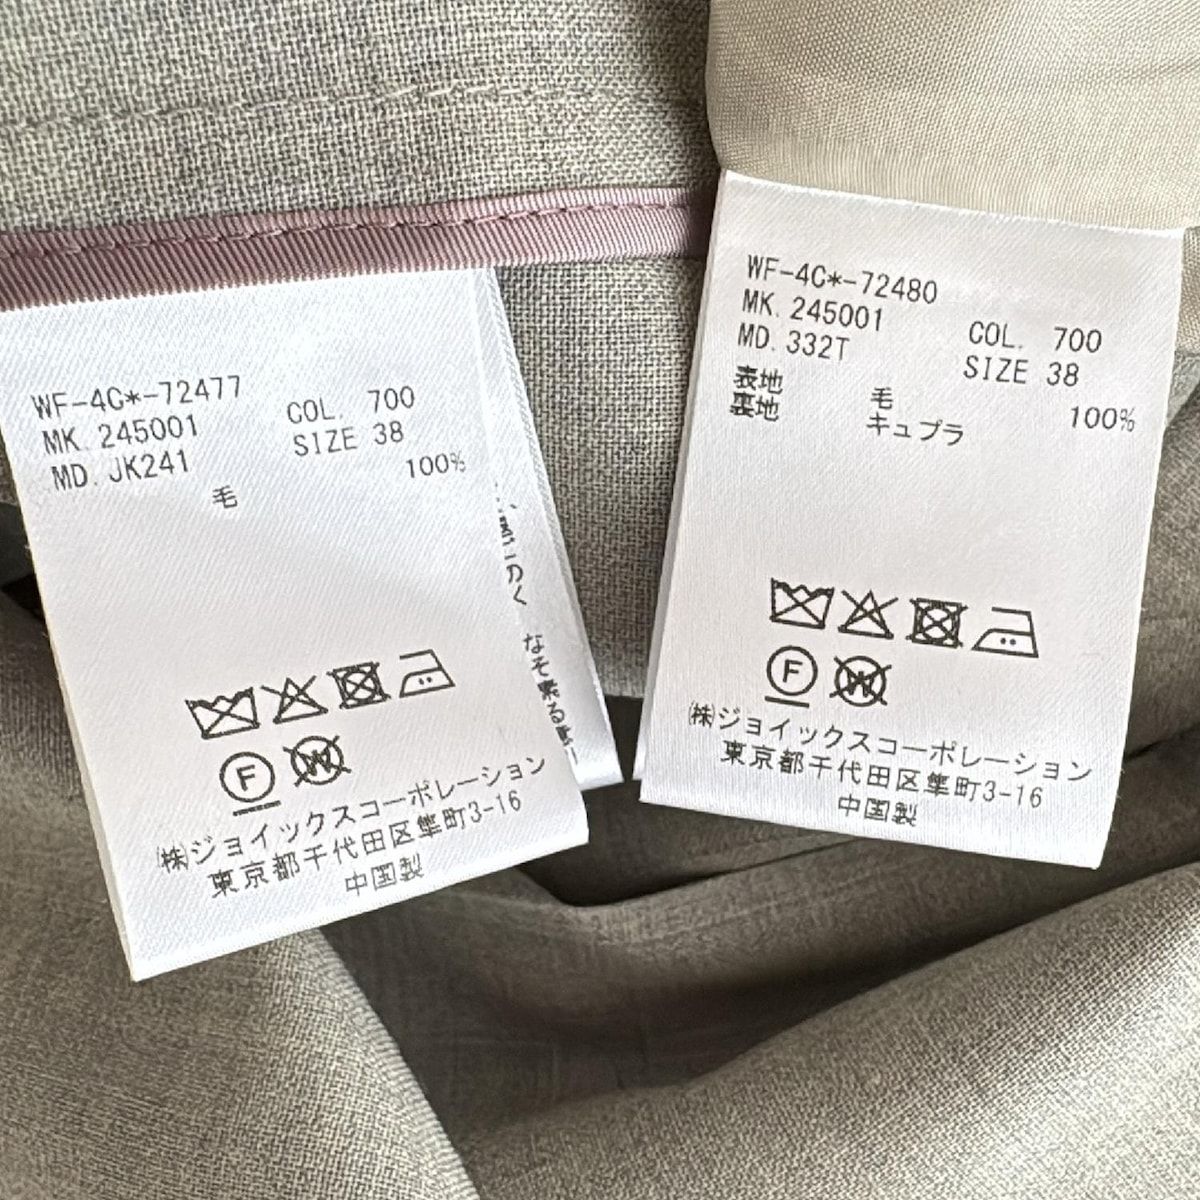 WF-4C*-72477
MK. 245001 COL. 700
MD. JK241 SIZE 38
毛 100%
F
W
(株)ジョイックスコーポレーション
東京都千代田区隼町3-16
中国製
WF-4C*-72480
MK. 245001 COL. 700
MD. 332T SIZE 38
表地 毛 100%
裏地 キュプラ
F
W
(株)ジョイックスコーポレーション
東京都千代田区隼町3-16
中国製